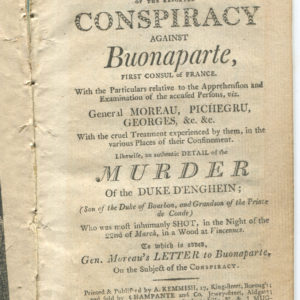 OF THE
CONSPIRACY
AGAINST
Buonaparte,
FIRST CONSUL of FRANCE.
With the Particulars relative to the Apprehension and
Examination of the accused Persons, viz.
General MOREAU, PICHEGRU,
GEORGES, &c. &c.
With the cruel Treatment experienced by them, in the
various Places of their Confinement.
Likewise, an authentic DETAIL of the
MURDER
Of the DUKE D'ENGHEIN;
(Son of the Duke of Bourbon, and Grandson of the Prince
de Conde)
Who was most inhumanly SHOT, in the Night of the
22nd of March, in a Wood at Vincennes.
To which is added,
Gen. Moreau's LETTER to Buonaparte,
On the Subject of the CONSPIRACY.
Printed & Published by A. KEMMISH, 17, King-street, Borough;
and sold by CHAMPANTE and Co. Jewry-street, Aldgate;